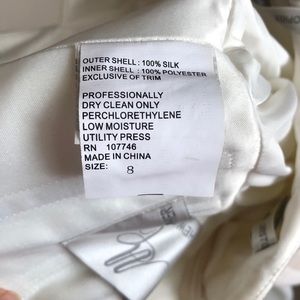 OUTER SHELL : 100% SILK
INNER SHELL : 100% POLYESTER
EXCLUSIVE OF TRIM
PROFESSIONALLY
DRY CLEAN ONLY
PERCHLORETHYLENE
LOW MOISTURE
UTILITY PRESS
RN 107746
MADE IN CHINA
SIZE: 8